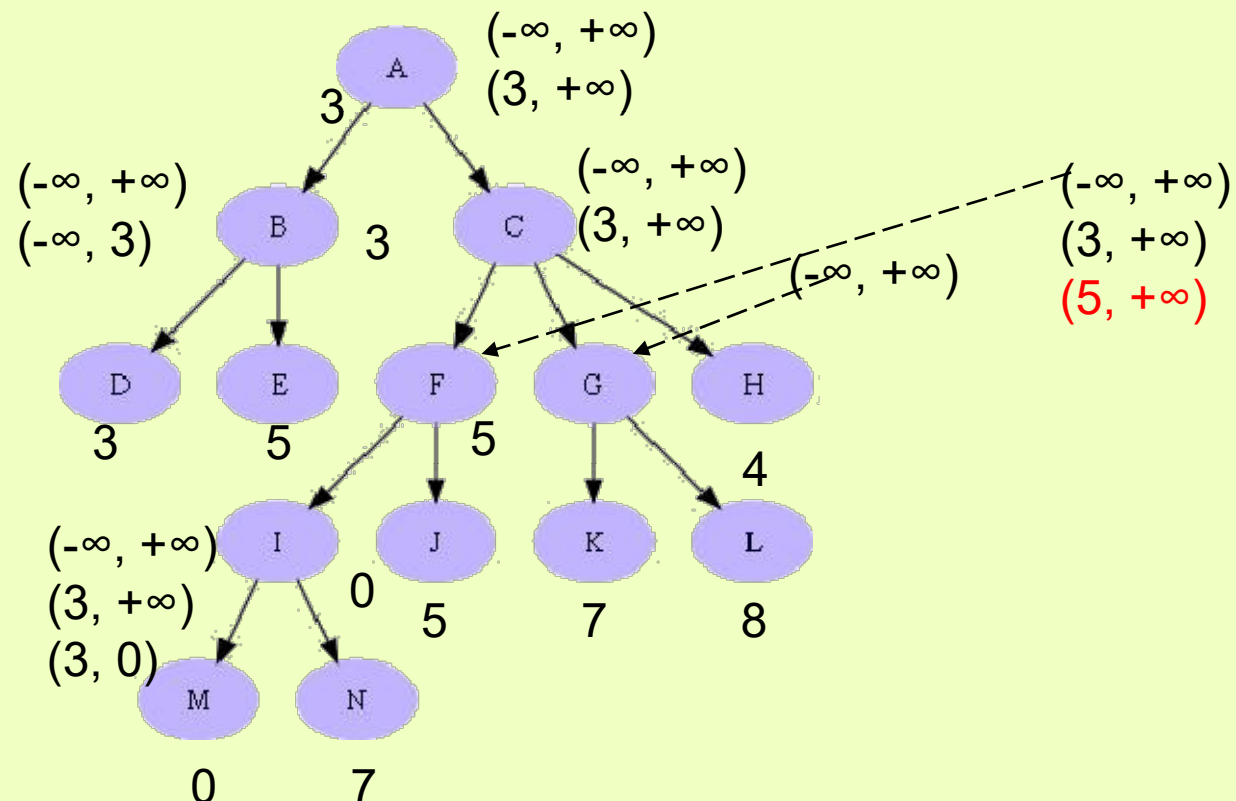 (-∞, +∞)
A
(3, +∞)
3
(-∞, +∞)
(-∞, +∞)
(-∞, +∞)
B
3
C
(-∞, 3)
(3, +∞)
(3, +∞)
(-∞, +∞)
(5, +∞)
D
E
F
G
H
3
5
5
4
(-∞, +∞)
I
J
K
L
(3, +∞)
0
5
7
8
(3, 0)
M
N
0
7